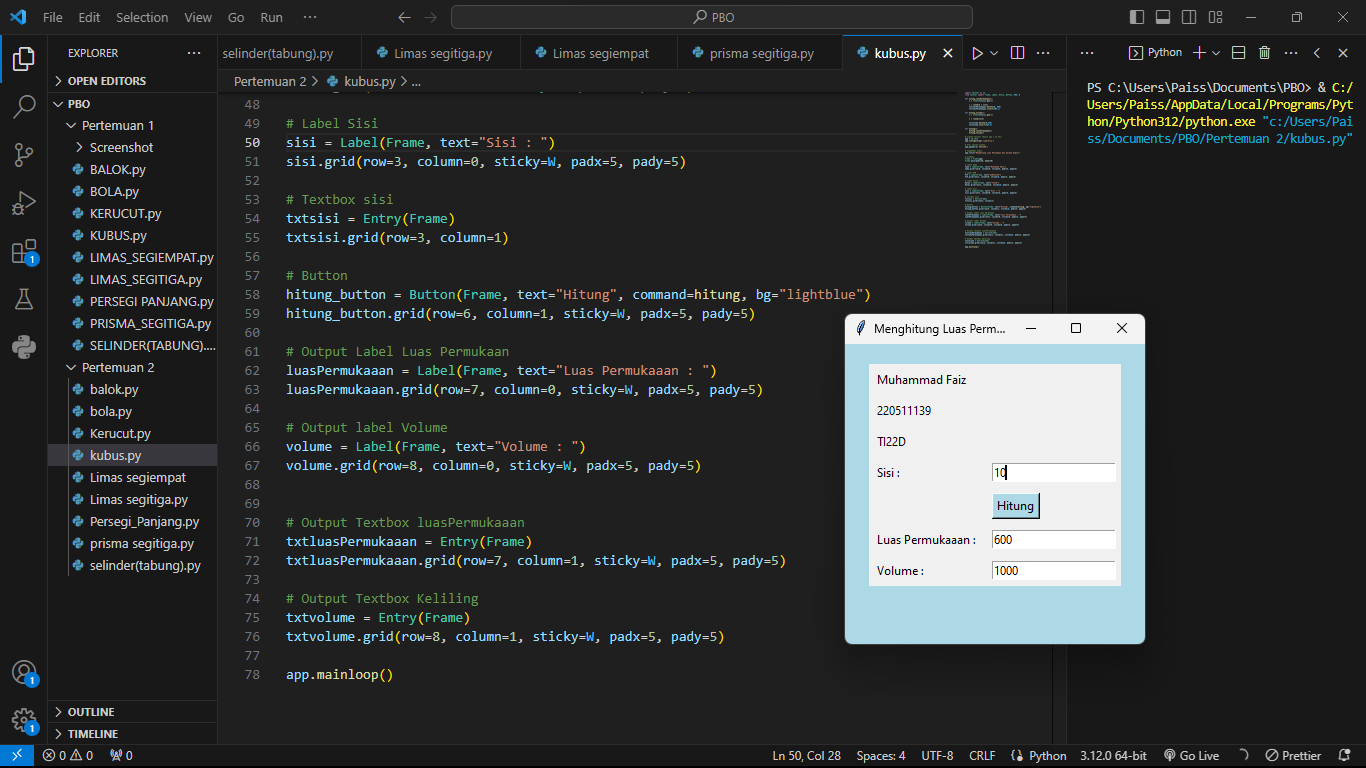 File Edit Selection View Go Run ··· PBO
EXPLORER ···
OPEN EDITORS
PBO
Pertemuan 1
Screenshot
BALOK.py
BOLA.py
KERUCUT.py
KUBUS.py
LIMAS_SEGIEMPAT.py
LIMAS_SEGITIGA.py
PERSEGI PANJANG.py
PRISMA_SEGITIGA.py
SELINDER(TABUNG)....
Pertemuan 2
balok.py
bola.py
Kerucut.py
kubus.py
Limas segiempat
Limas segitiga.py
Persegi_Panjang.py
prisma segitiga.py
selinder(tabung).py
OUTLINE
TIMELINE
selinder(tabung).py Limas segitiga.py Limas segiempat prisma segitiga.py kubus.py ···
Pertemuan 2 > kubus.py > ...
48
49 # Label Sisi
50 sisi = Label(Frame, text="Sisi : ")
51 sisi.grid(row=3, column=0, sticky=W, padx=5, pady=5)
52
53 # Textbox sisi
54 txtsisi = Entry(Frame)
55 txtsisi.grid(row=3, column=1)
56
57 # Button
58 hitung_button = Button(Frame, text="Hitung", command=hitung, bg="lightblue")
59 hitung_button.grid(row=6, column=1, sticky=W, padx=5, pady=5)
60
61 # Output Label Luas Permukaan
62 luasPermukaaan = Label(Frame, text="Luas Permukaaan : ")
63 luasPermukaaan.grid(row=7, column=0, sticky=W, padx=5, pady=5)
64
65 # Output label Volume
66 volume = Label(Frame, text="Volume : ")
67 volume.grid(row=8, column=0, sticky=W, padx=5, pady=5)
68
69
70 # Output Textbox luasPermukaaan
71 txtluasPermukaaan = Entry(Frame)
72 txtluasPermukaaan.grid(row=7, column=1, sticky=W, padx=5, pady=5)
73
74 # Output Textbox Keliling
75 txtvolume = Entry(Frame)
76 txtvolume.grid(row=8, column=1, sticky=W, padx=5, pady=5)
77
78 app.mainloop()
··· Python ···
PS C:\Users\Paiss\Documents\PBO> & C:/
Users/Paiss/AppData/Local/Programs/Pyt
hon/Python312/python.exe "c:/Users/Pai
ss/Documents/PBO/Pertemuan 2/kubus.py"
Menghitung Luas Perm...
Muhammad Faiz
220511139
TI22D
Sisi : 10
Hitung
Luas Permukaaan : 600
Volume : 1000
1
1
1
0 0 0 Ln 50, Col 28 Spaces: 4 UTF-8 CRLF Python 3.12.0 64-bit Go Live Prettier